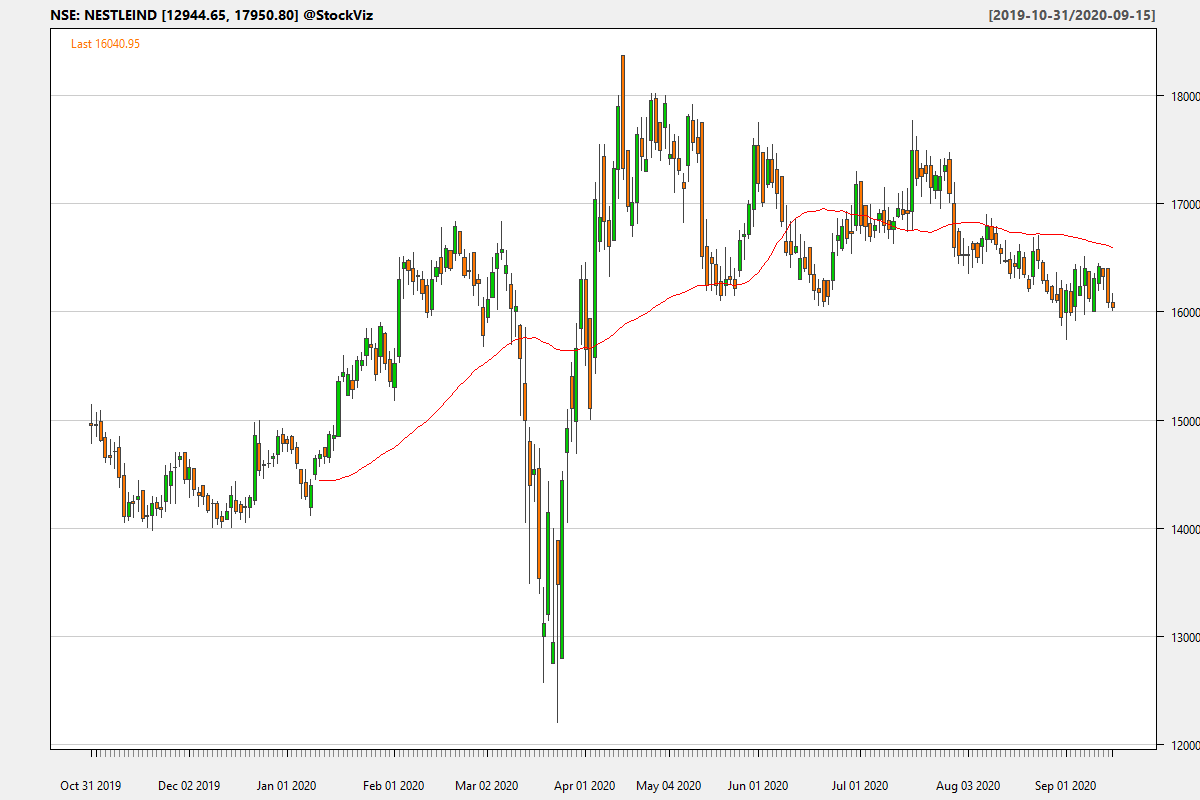 NSE: NESTLEIND [12944.65, 17950.80] @StockViz [2019-10-31/2020-09-15]
Last 16040.95
18000
17000
16000
15000
14000
13000
12000
Oct 31 2019 Dec 02 2019 Jan 01 2020 Feb 01 2020 Mar 02 2020 Apr 01 2020 May 04 2020 Jun 01 2020 Jul 01 2020 Aug 03 2020 Sep 01 2020